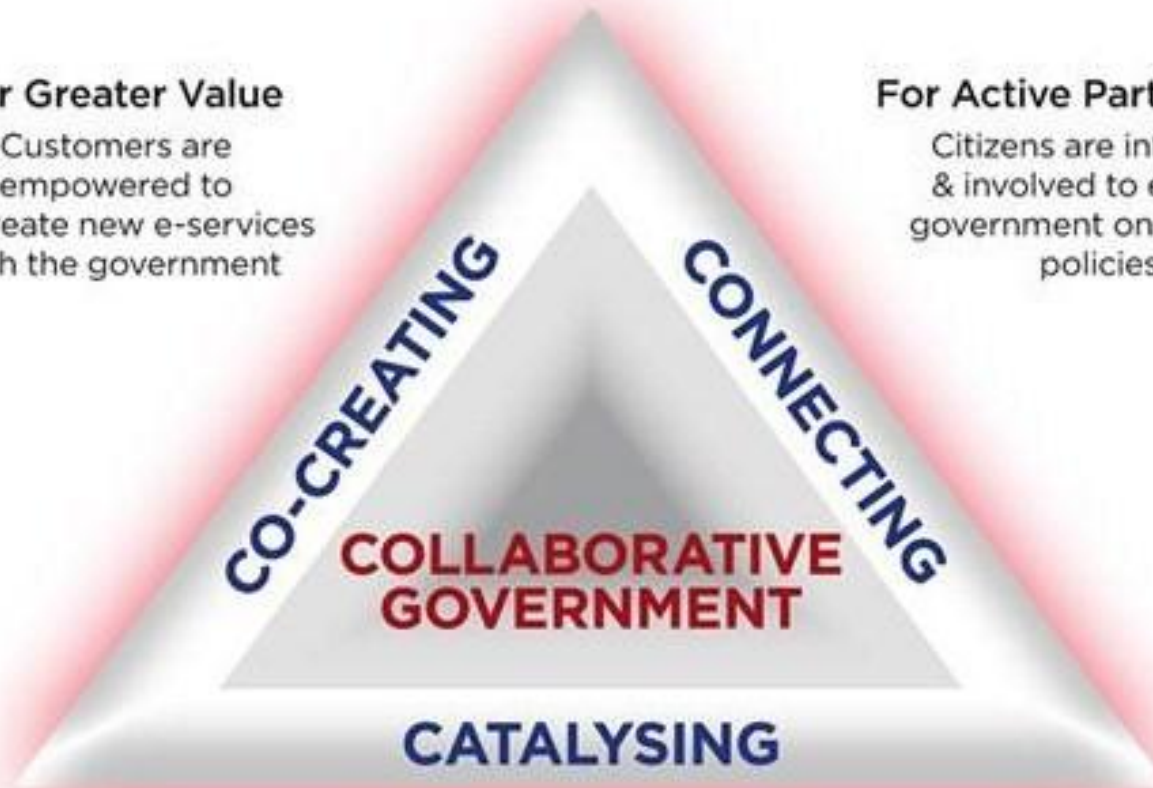 r Greater Value
Customers are
empowered to
eate new e-services
h the government
For Active Part
Citizens are in
& involved to e
government on
policies
CO-CREATING
CONNECTING
COLLABORATIVE
GOVERNMENT
CATALYSING